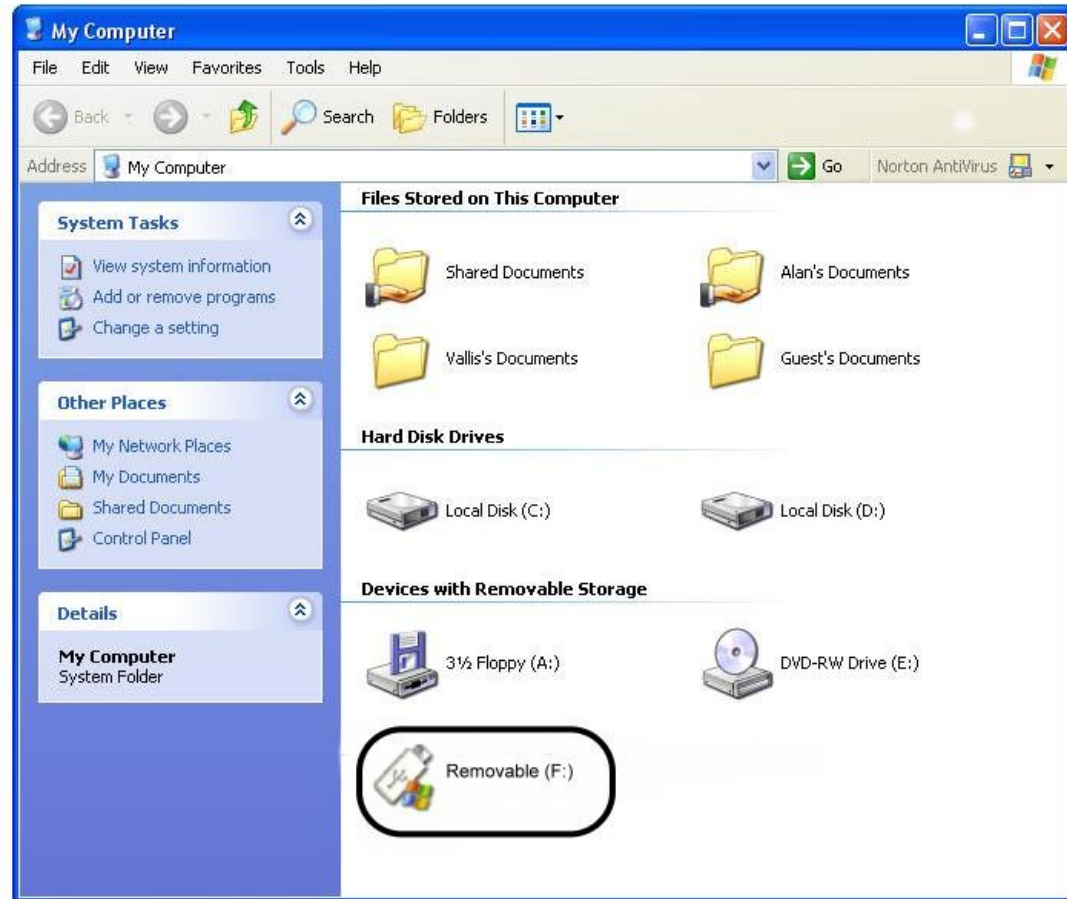 My Computer
File Edit View Favorites Tools Help
Back Search Folders
Address My Computer Go Norton AntiVirus
System Tasks
View system information
Add or remove programs
Change a setting
Other Places
My Network Places
My Documents
Shared Documents
Control Panel
Details
My Computer
System Folder
Files Stored on This Computer
Shared Documents Alan's Documents
Vallis's Documents Guest's Documents
Hard Disk Drives
Local Disk (C:) Local Disk (D:)
Devices with Removable Storage
3½ Floppy (A:) DVD-RW Drive (E:)
Removable (F:)